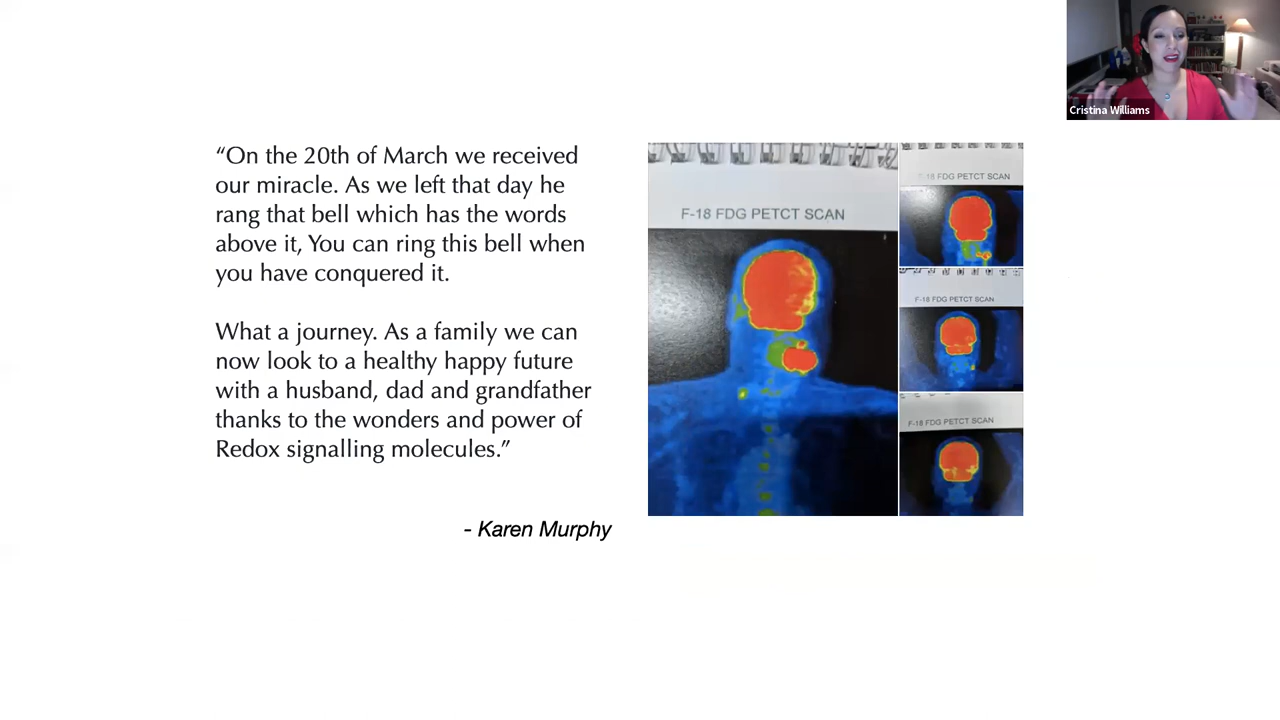 Cristina Williams
“On the 20th of March we received
our miracle. As we left that day he
rang that bell which has the words
above it, You can ring this bell when
you have conquered it.
What a journey. As a family we can
now look to a healthy happy future
with a husband, dad and grandfather
thanks to the wonders and power of
Redox signalling molecules.”
- Karen Murphy
F-18 FDG PETCT SCAN
F-18 FDG PETCT SCAN
F-18 FDG PETCT SCAN
F-18 FDG PETCT SCAN